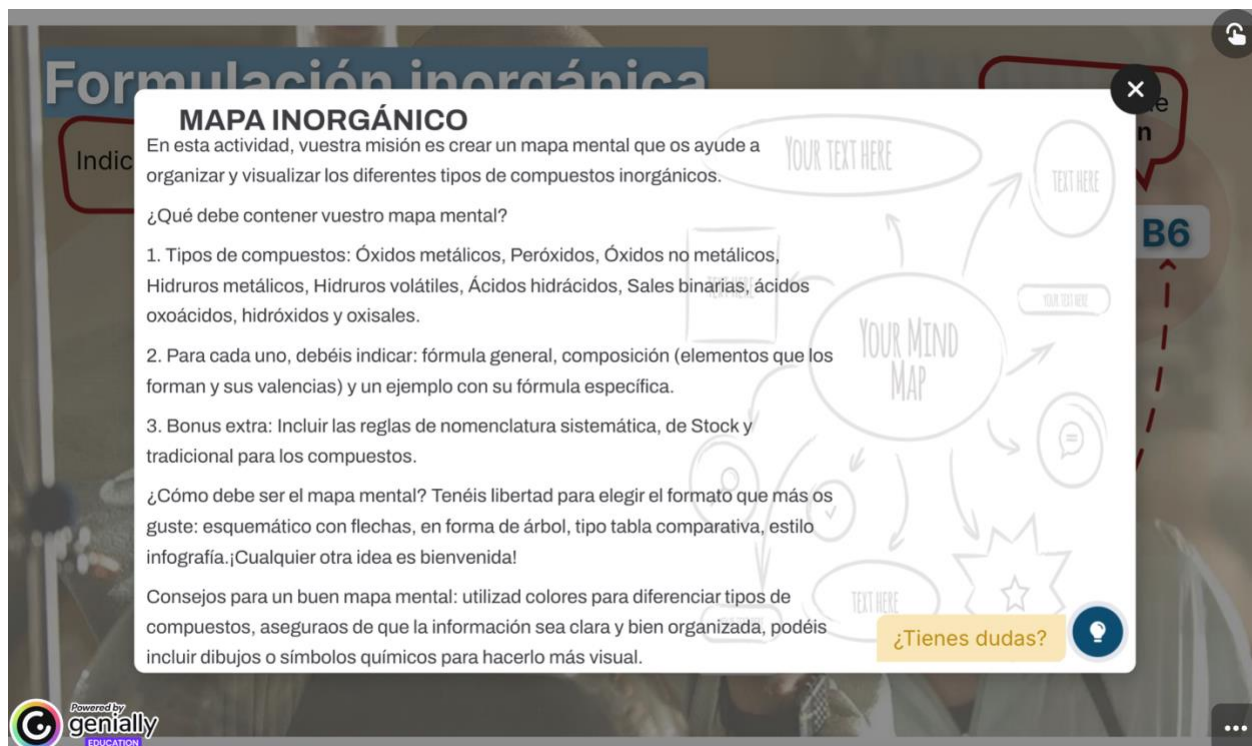 Formulación inorgánica
MAPA INORGÁNICO
En esta actividad, vuestra misión es crear un mapa mental que os ayude a
organizar y visualizar los diferentes tipos de compuestos inorgánicos.
¿Qué debe contener vuestro mapa mental?
1. Tipos de compuestos: Óxidos metálicos, Peróxidos, Óxidos no metálicos,
Hidruros metálicos, Hidruros volátiles, Ácidos hidrácidos, Sales binarias, ácidos
oxoácidos, hidróxidos y oxisales.
2. Para cada uno, debéis indicar: fórmula general, composición (elementos que los
forman y sus valencias) y un ejemplo con su fórmula específica.
3. Bonus extra: Incluir las reglas de nomenclatura sistemática, de Stock y
tradicional para los compuestos.
¿Cómo debe ser el mapa mental? Tenéis libertad para elegir el formato que más os
guste: esquemático con flechas, en forma de árbol, tipo tabla comparativa, estilo
infografía.¡Cualquier otra idea es bienvenida!
Consejos para un buen mapa mental: utilizad colores para diferenciar tipos de
compuestos, aseguraos de que la información sea clara y bien organizada, podéis
incluir dibujos o símbolos químicos para hacerlo más visual.
YOUR TEXT HERE
TEXT HERE
TEXT HERE
YOUR TEXT HERE
YOUR MIND
MAP
TEXT HERE
¿Tienes dudas?
Indic
e
n
B6
Powered by
genially
EDUCATION